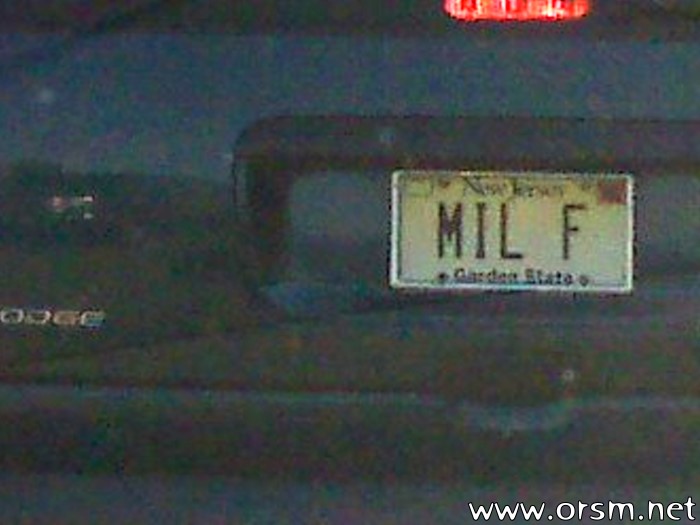 New Jersey
MIL F
Garden State
DODGE
www.orsm.net